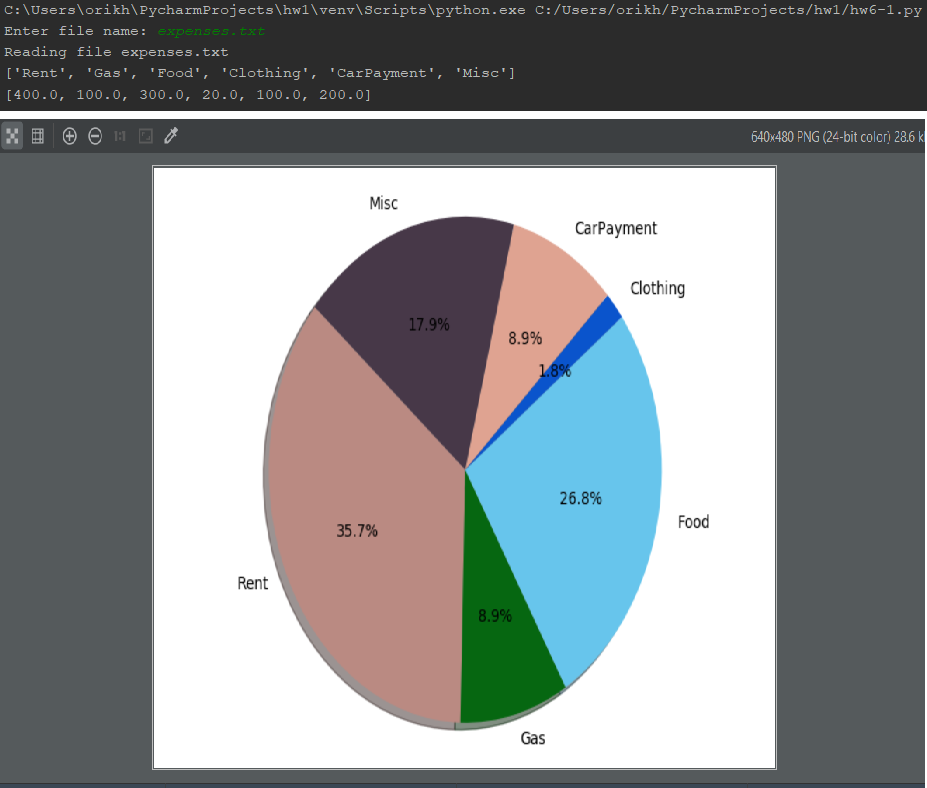 C:\Users\orikh\PycharmProjects\hw1\venv\Scripts\python.exe C:/Users/orikh/PycharmProjects/hw1/hw6-1.py
Enter file name: expenses.txt
Reading file expenses.txt
['Rent', 'Gas', 'Food', 'Clothing', 'CarPayment', 'Misc']
[400.0, 100.0, 300.0, 20.0, 100.0, 200.0]
1:1
640x480 PNG (24-bit color) 28.6 k
Misc
CarPayment
Clothing
17.9%
8.9%
1.8%
26.8%
Food
35.7%
Rent
8.9%
Gas